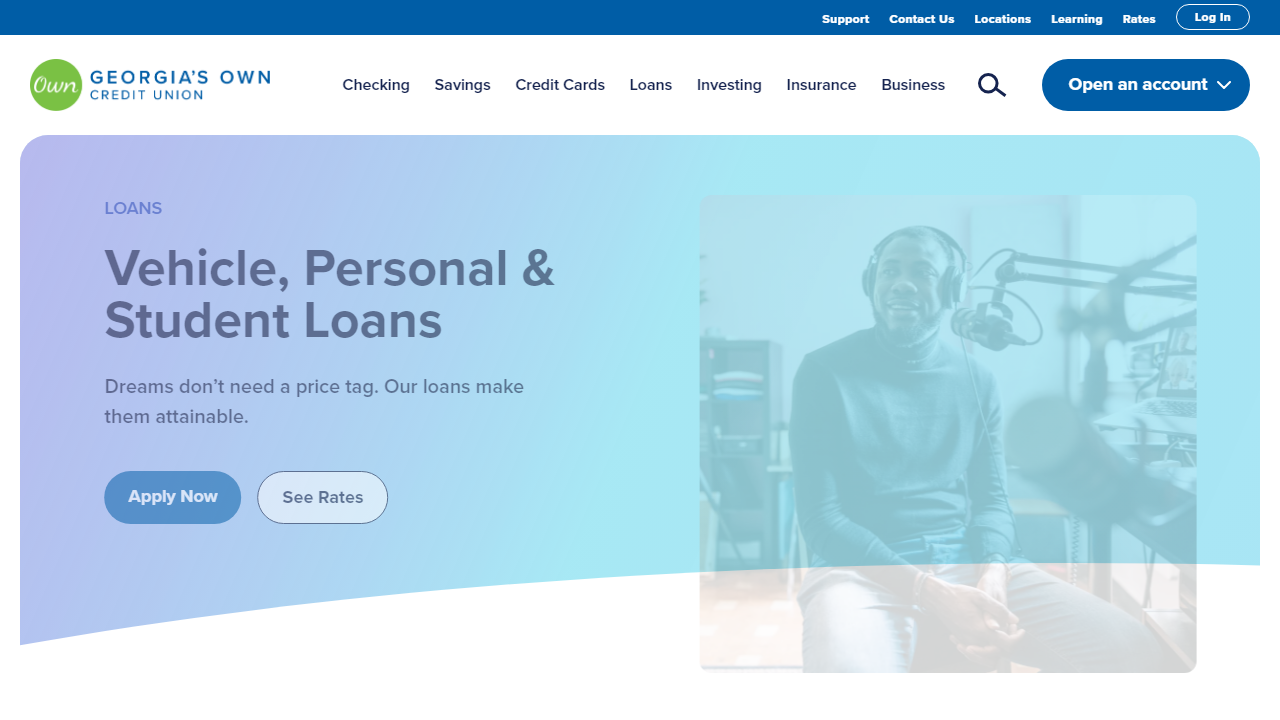 Support Contact Us Locations Learning Rates Log In
Own GEORGIA'S OWN
CREDIT UNION
Checking Savings Credit Cards Loans Investing Insurance Business Open an account
LOANS
Vehicle, Personal &
Student Loans
Dreams don’t need a price tag. Our loans make
them attainable.
Apply Now See Rates